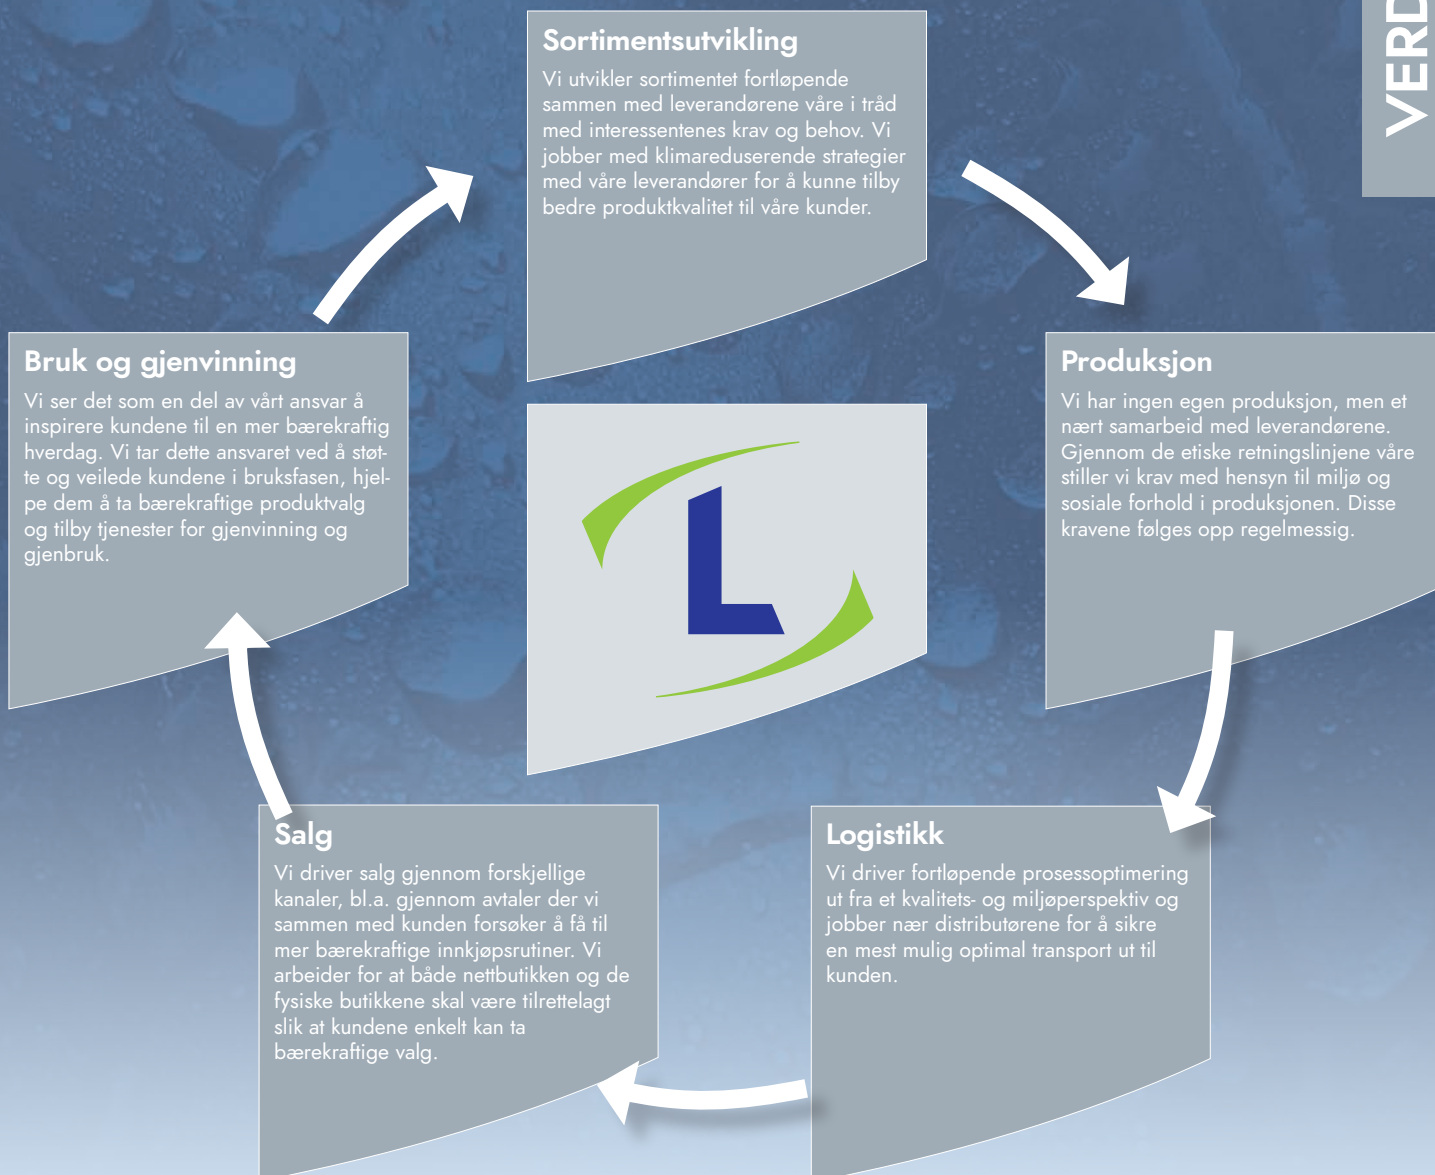 VERD
Sortimentsutvikling
Vi utvikler sortimentet fortløpende
sammen med leverandørene våre i tråd
med interessentenes krav og behov. Vi
jobber med klimareduserende strategier
med våre leverandører for å kunne tilby
bedre produktkvalitet til våre kunder.
Produksjon
Vi har ingen egen produksjon, men et
nært samarbeid med leverandørene.
Gjennom de etiske retningslinjene våre
stiller vi krav med hensyn til miljø og
sosiale forhold i produksjonen. Disse
kravene følges opp regelmessig.
Logistikk
Vi driver fortløpende prosessoptimering
ut fra et kvalitets- og miljøperspektiv og
jobber nær distributørene for å sikre
en mest mulig optimal transport ut til
kunden.
Salg
Vi driver salg gjennom forskjellige
kanaler, bl.a. gjennom avtaler der vi
sammen med kunden forsøker å få til
mer bærekraftige innkjøpsrutiner. Vi
arbeider for at både nettbutikken og de
fysiske butikkene skal være tilrettelagt
slik at kundene enkelt kan ta
bærekraftige valg.
Bruk og gjenvinning
Vi ser det som en del av vårt ansvar å
inspirere kundene til en mer bærekraftig
hverdag. Vi tar dette ansvaret ved å støt-
te og veilede kundene i bruksfasen, hjel-
pe dem å ta bærekraftige produktvalg
og tilby tjenester for gjenvinning og
gjenbruk.
L